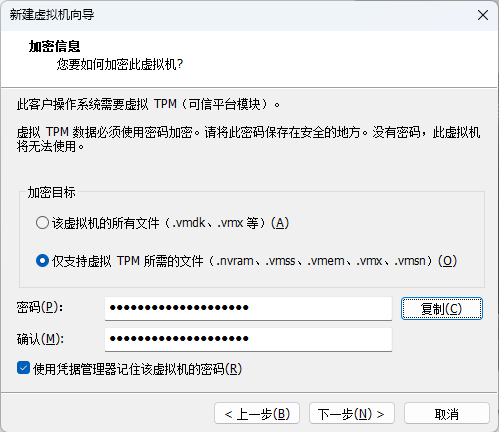 新建虚拟机向导
加密信息
您要如何加密此虚拟机?
此客户操作系统需要虚拟 TPM（可信平台模块）。
虚拟 TPM 数据必须使用密码加密。请将此密码保存在安全的地方。没有密码，此虚拟机
将无法使用。
加密目标
该虚拟机的所有文件（.vmdk、.vmx 等）(A)
仅支持虚拟 TPM 所需的文件（.nvram、.vmss、.vmem、.vmx、.vmsn）(O)
密码(P): ●●●●●●●●●●●●●●●●●●●● 复制(C)
确认(M): ●●●●●●●●●●●●●●●●●●●●
使用凭据管理器记住该虚拟机的密码(R)
< 上一步(B) 下一步(N) > 取消